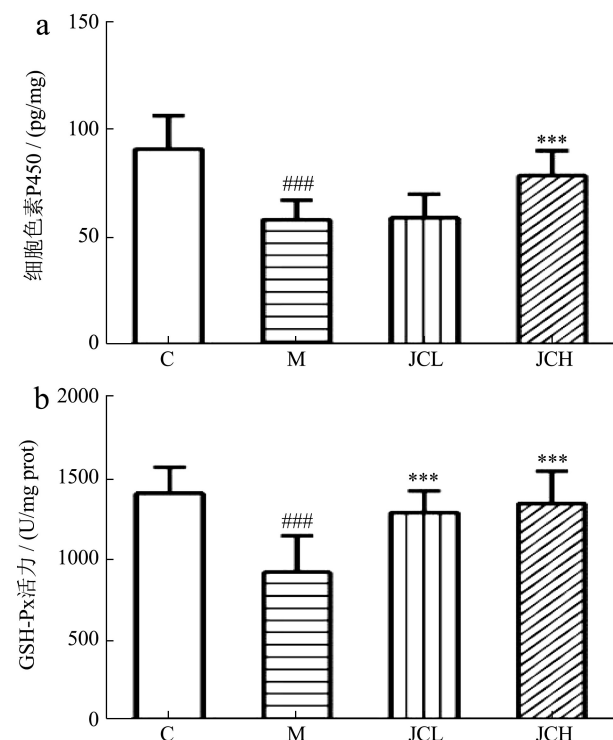 a
细胞色素P450 / (pg/mg)
150
100
50
0
###
***
C M JCL JCH
b
GSH-Px活力 / (U/mg prot)
2000
1500
1000
500
0
###
***
***
C M JCL JCH